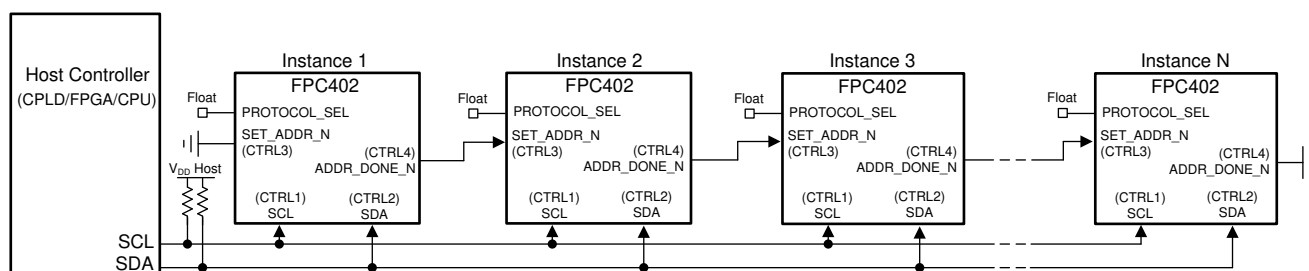 Host Controller
(CPLD/FPGA/CPU)
V_DD Host
SCL
SDA
Instance 1
FPC402
Float
PROTOCOL_SEL
SET_ADDR_N
(CTRL3)
(CTRL4)
ADDR_DONE_N
(CTRL1) (CTRL2)
SCL SDA
Instance 2
FPC402
Float
PROTOCOL_SEL
SET_ADDR_N
(CTRL3)
(CTRL4)
ADDR_DONE_N
(CTRL1) (CTRL2)
SCL SDA
Instance 3
FPC402
Float
PROTOCOL_SEL
SET_ADDR_N
(CTRL3)
(CTRL4)
ADDR_DONE_N
(CTRL1) (CTRL2)
SCL SDA
Instance N
FPC402
Float
PROTOCOL_SEL
SET_ADDR_N
(CTRL3)
(CTRL4)
ADDR_DONE_N
(CTRL1) (CTRL2)
SCL SDA